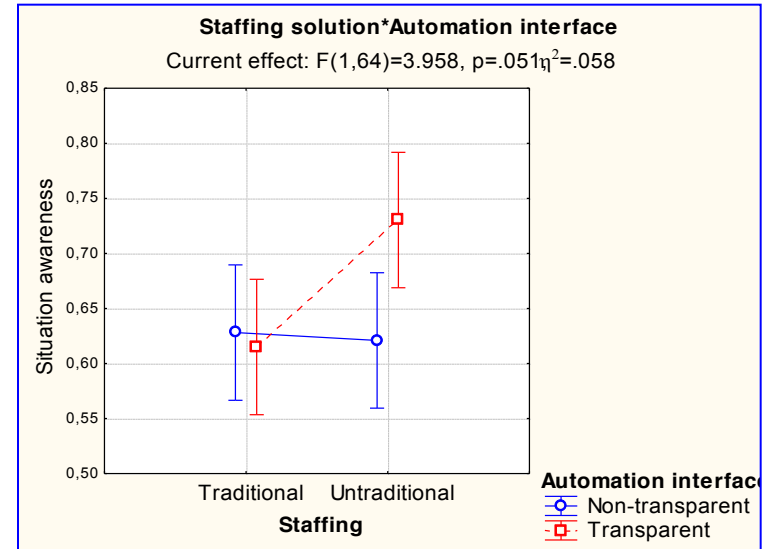 Staffing solution*Automation interface
Current effect: F(1,64)=3.958, p=.051η²=.058
0,85
0,80
0,75
0,70
0,65
0,60
0,55
0,50
Situation awareness
Traditional Untraditional
Staffing
Automation interface
Non-transparent
Transparent